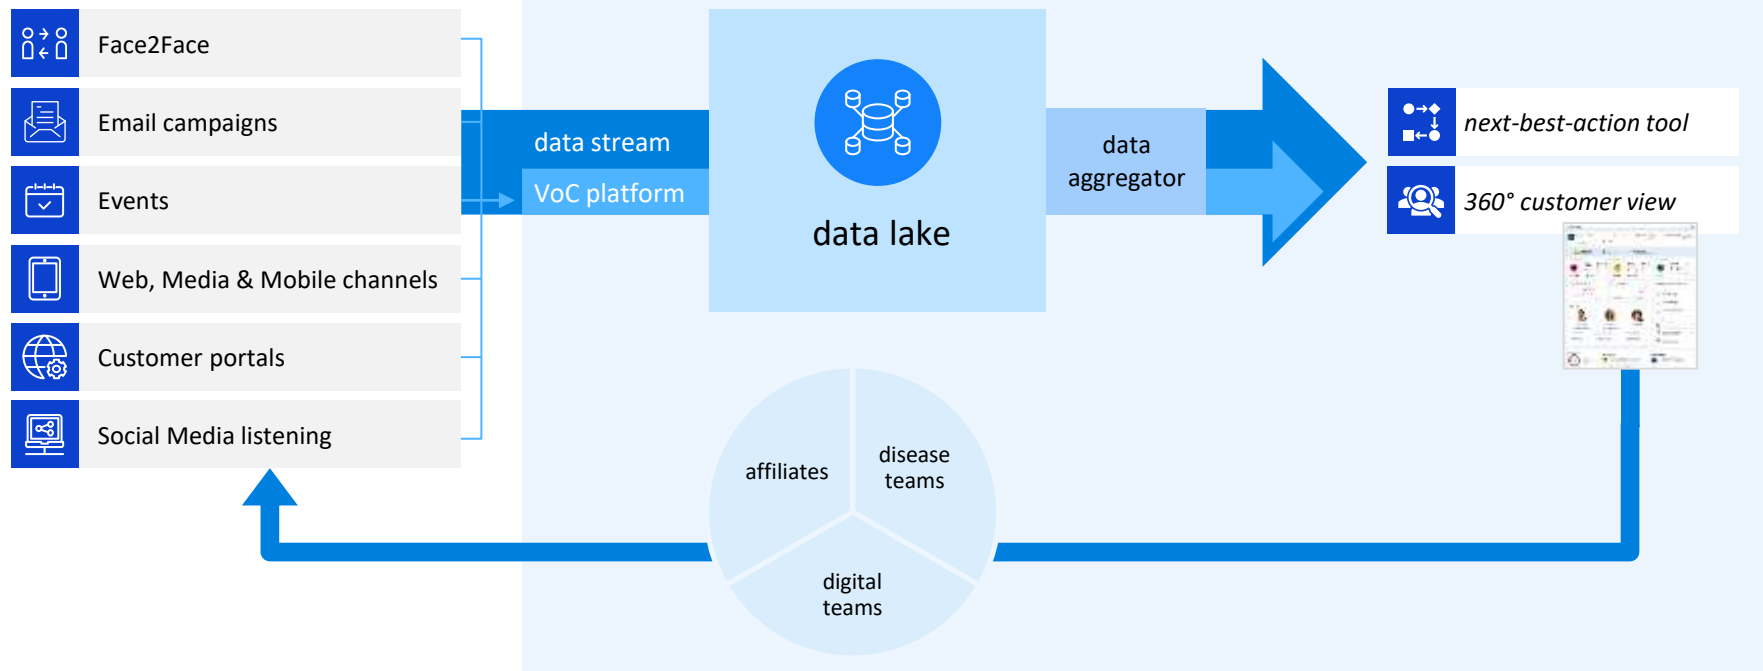 Face2Face
Email campaigns
Events
Web, Media & Mobile channels
Customer portals
Social Media listening
data stream
VoC platform
data lake
data
aggregator
next-best-action tool
360° customer view
affiliates
disease
teams
digital
teams